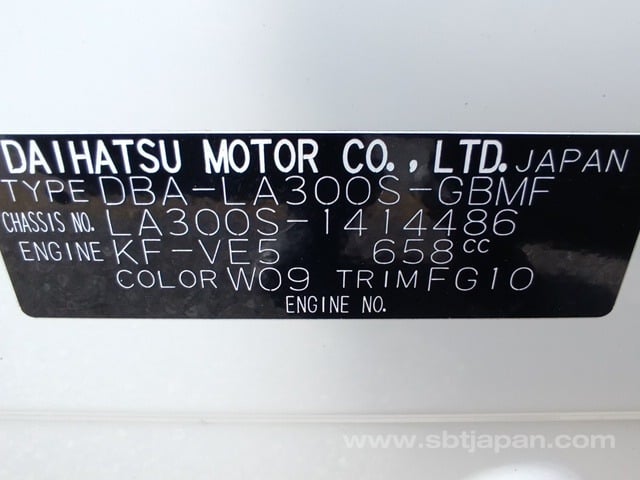 DAIHATSU MOTOR CO., LTD. JAPAN
TYPE DBA-LA300S-GBMF
CHASSIS NO. LA300S-1414486
ENGINE KF-VE5 658cc
COLOR W09 TRIM FG10
ENGINE NO.
www.sbtjapan.com